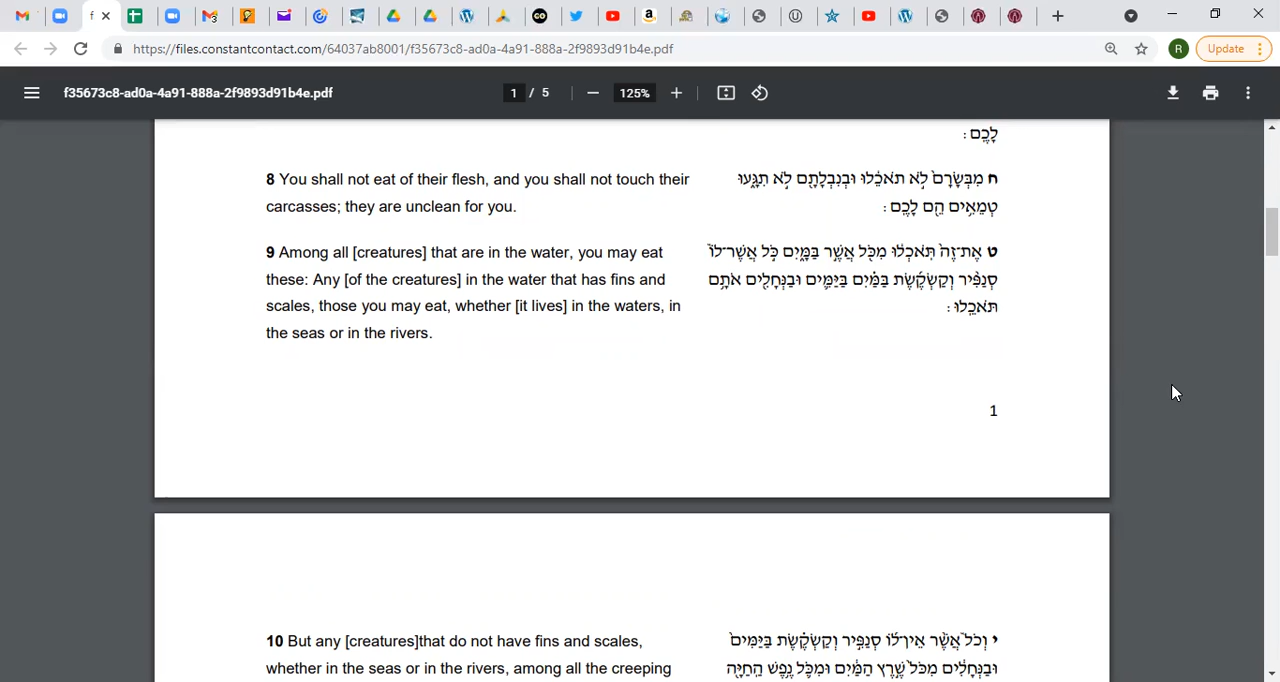 f
M
3
CO
a
U
https://files.constantcontact.com/64037ab8001/f35673c8-ad0a-4a91-888a-2f9893d91b4e.pdf
R
Update
f35673c8-ad0a-4a91-888a-2f9893d91b4e.pdf
1 / 5
125%
לָכֶֽם :
8 You shall not eat of their flesh, and you shall not touch their
carcasses; they are unclean for you.
ח מִבְּשָׂרָם֙ לֹ֣א תֹאכֵ֔לוּ וּבְנִבְלָתָ֖ם לֹ֣א תִגָּ֑עוּ
טְמֵאִ֥ים הֵ֖ם לָכֶֽם :
9 Among all [creatures] that are in the water, you may eat
these: Any [of the creatures] in the water that has fins and
scales, those you may eat, whether [it lives] in the waters, in
the seas or in the rivers.
ט אֶת־זֶה֙ תֹּֽאכְל֔וּ מִכֹּ֖ל אֲשֶׁ֣ר בַּמָּ֑יִם כֹּ֣ל אֲשֶׁר־לוֹ֩
סְנַפִּ֨יר וְקַשְׂקֶ֜שֶׂת בַּמַּ֗יִם בַּיַּמִּ֛ים וּבַנְּחָלִ֖ים אֹתָ֥ם
תֹּאכֵֽלוּ :
1
10 But any [creatures]that do not have fins and scales,
whether in the seas or in the rivers, among all the creeping
י וְכֹל֩ אֲשֶׁ֨ר אֵֽין־ל֜וֹ סְנַפִּ֣יר וְקַשְׂקֶ֗שֶׂת בַּיַּמִּים֙
וּבַנְּחָלִ֔ים מִכֹּל֙ שֶׁ֣רֶץ הַמַּ֔יִם וּמִכֹּ֛ל נֶ֥פֶשׁ הַֽחַיָּ֖ה